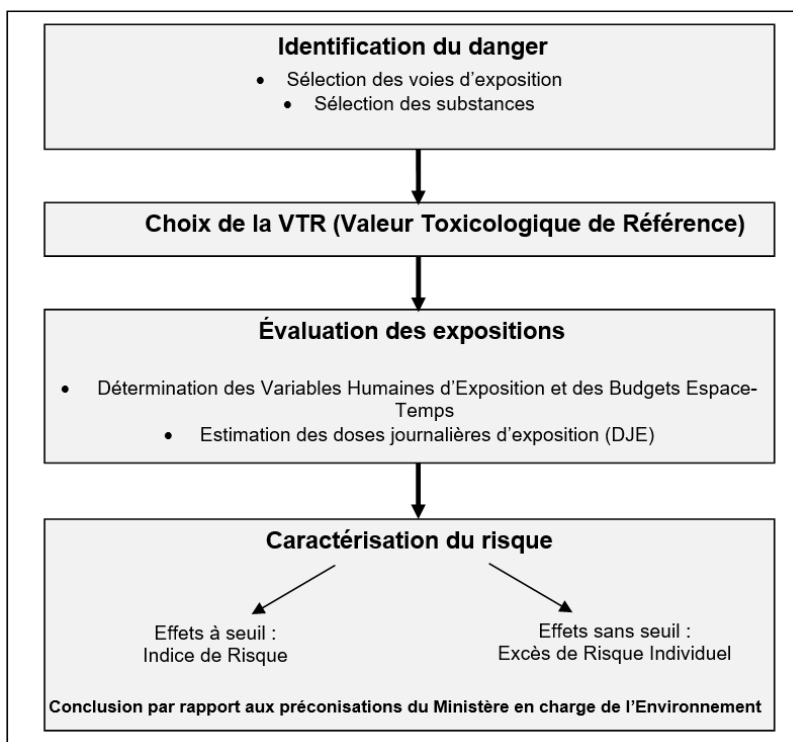 Identification du danger
• Sélection des voies d'exposition
• Sélection des substances
Choix de la VTR (Valeur Toxicologique de Référence)
Évaluation des expositions
• Détermination des Variables Humaines d'Exposition et des Budgets Espace-
Temps
• Estimation des doses journalières d'exposition (DJE)
Caractérisation du risque
Effets à seuil :
Indice de Risque
Effets sans seuil :
Excès de Risque Individuel
Conclusion par rapport aux préconisations du Ministère en charge de l'Environnement